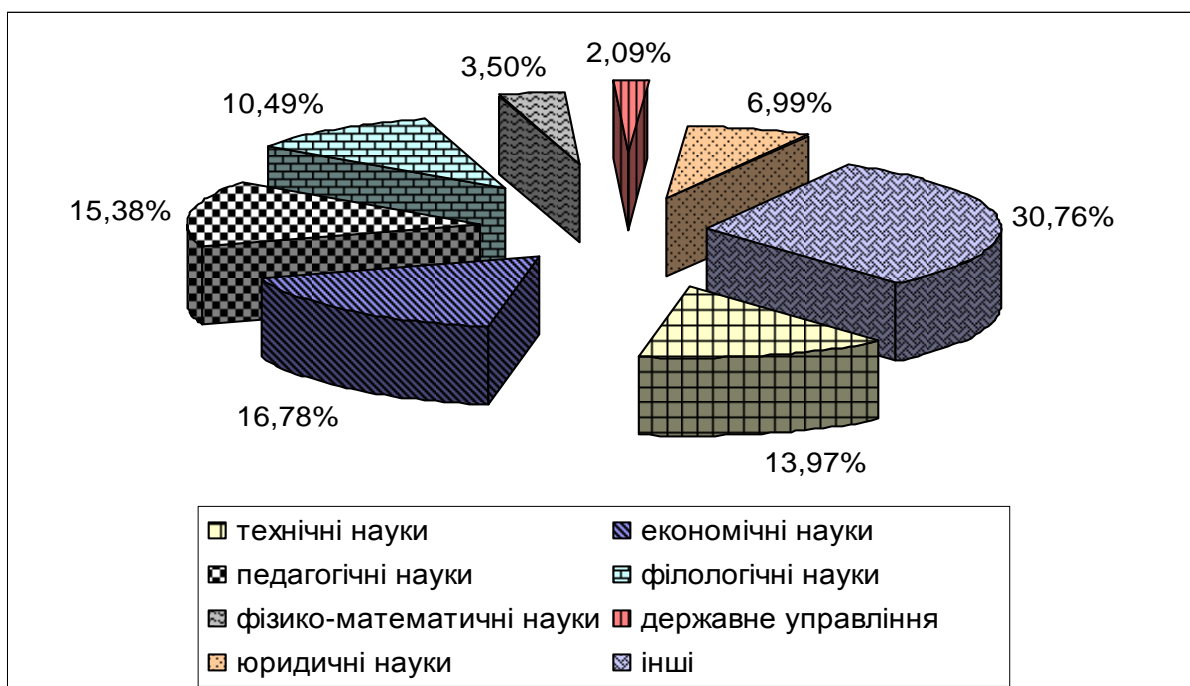 2,09%
3,50%
6,99%
10,49%
15,38%
30,76%
16,78%
13,97%
технічні науки
економічні науки
педагогічні науки
філологічні науки
фізико-математичні науки
державне управління
юридичні науки
інші